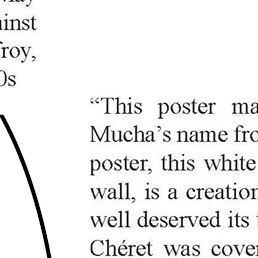 May
inst
froy,
0s
“This poster ma
Mucha’s name fro
poster, this white
wall, is a creation
well deserved its
Chéret was cover